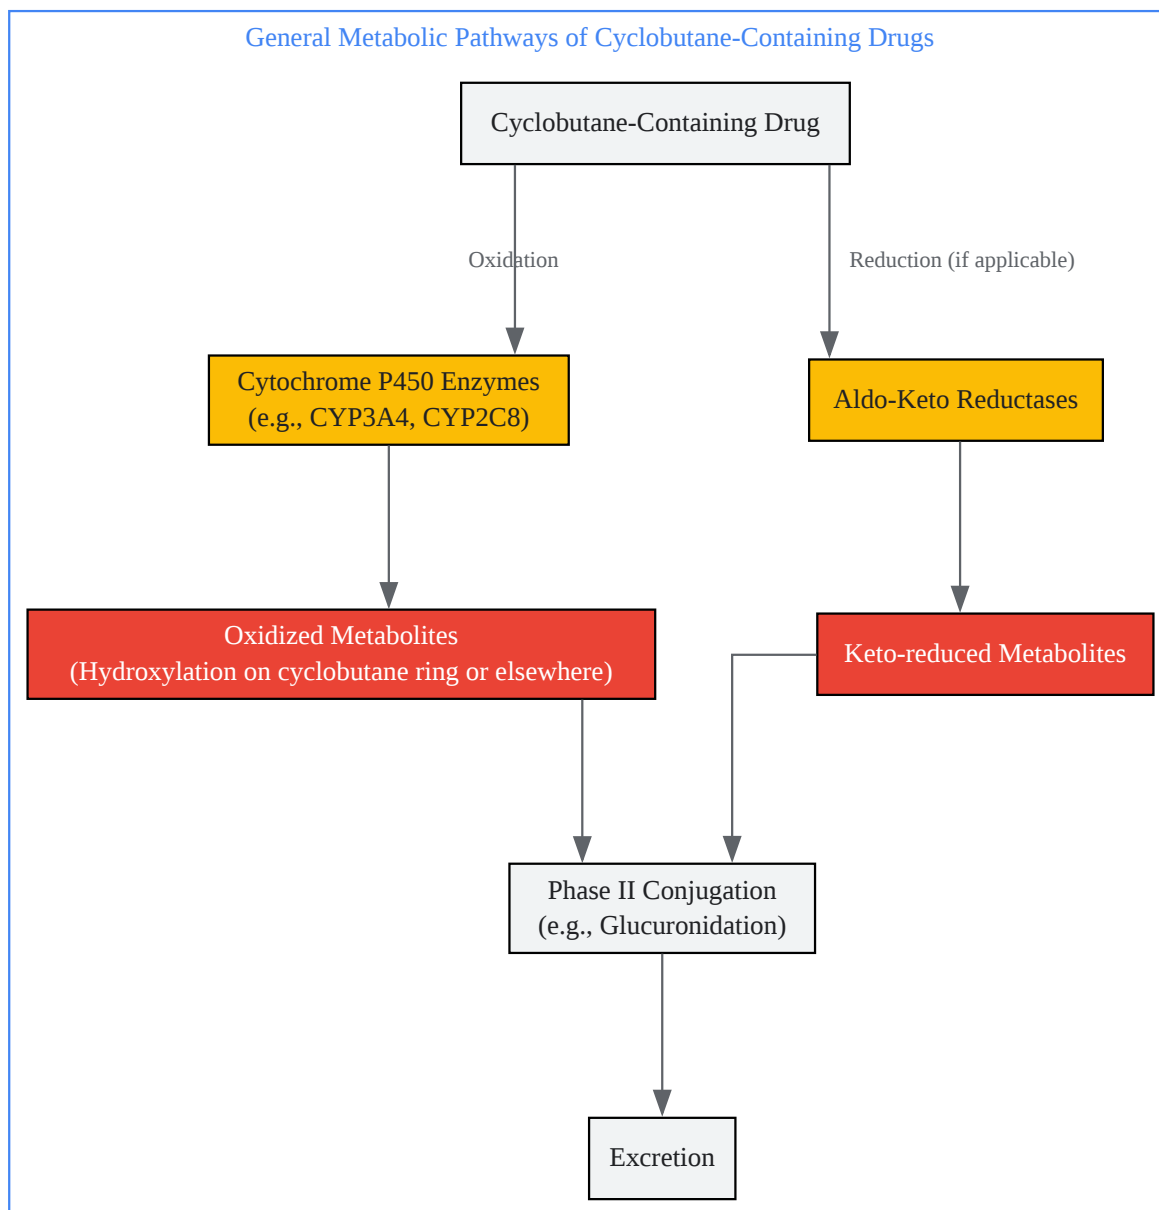 General Metabolic Pathways of Cyclobutane-Containing Drugs
Cyclobutane-Containing Drug
Oxidation
Reduction (if applicable)
Cytochrome P450 Enzymes
(e.g., CYP3A4, CYP2C8)
Aldo-Keto Reductases
Oxidized Metabolites
(Hydroxylation on cyclobutane ring or elsewhere)
Keto-reduced Metabolites
Phase II Conjugation
(e.g., Glucuronidation)
Excretion